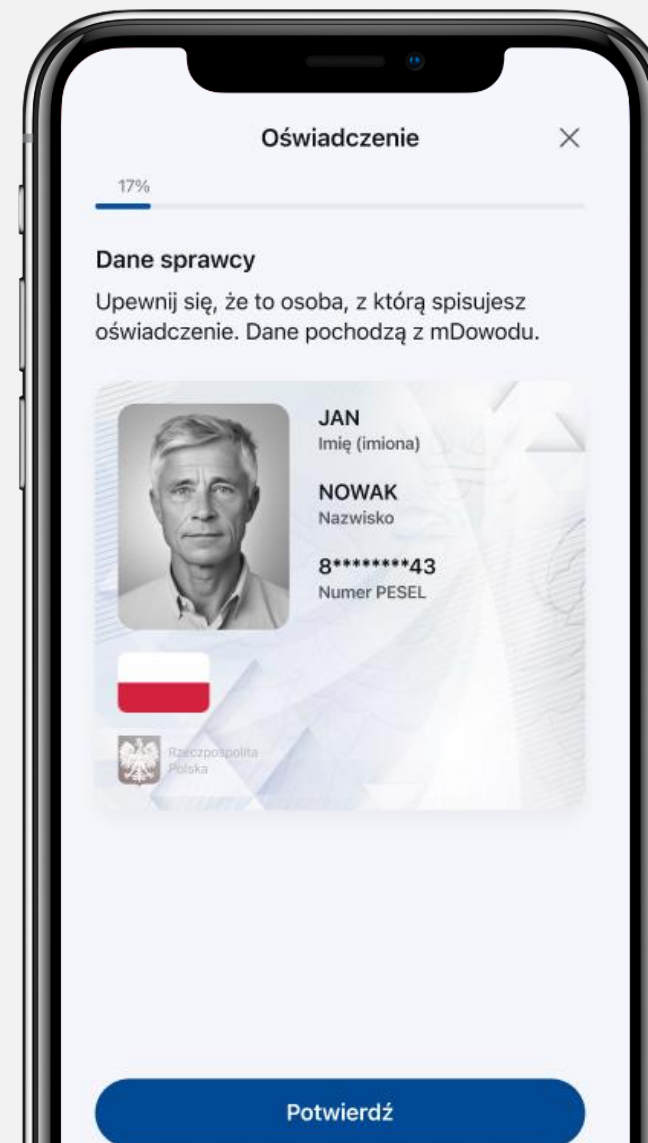 Oświadczenie
17%
Dane sprawcy
Upewnij się, że to osoba, z którą spisujesz
oświadczenie. Dane pochodzą z mDowodu.
JAN
Imię (imiona)
NOWAK
Nazwisko
8********43
Numer PESEL
Rzeczpospolita
Polska
Potwierdź